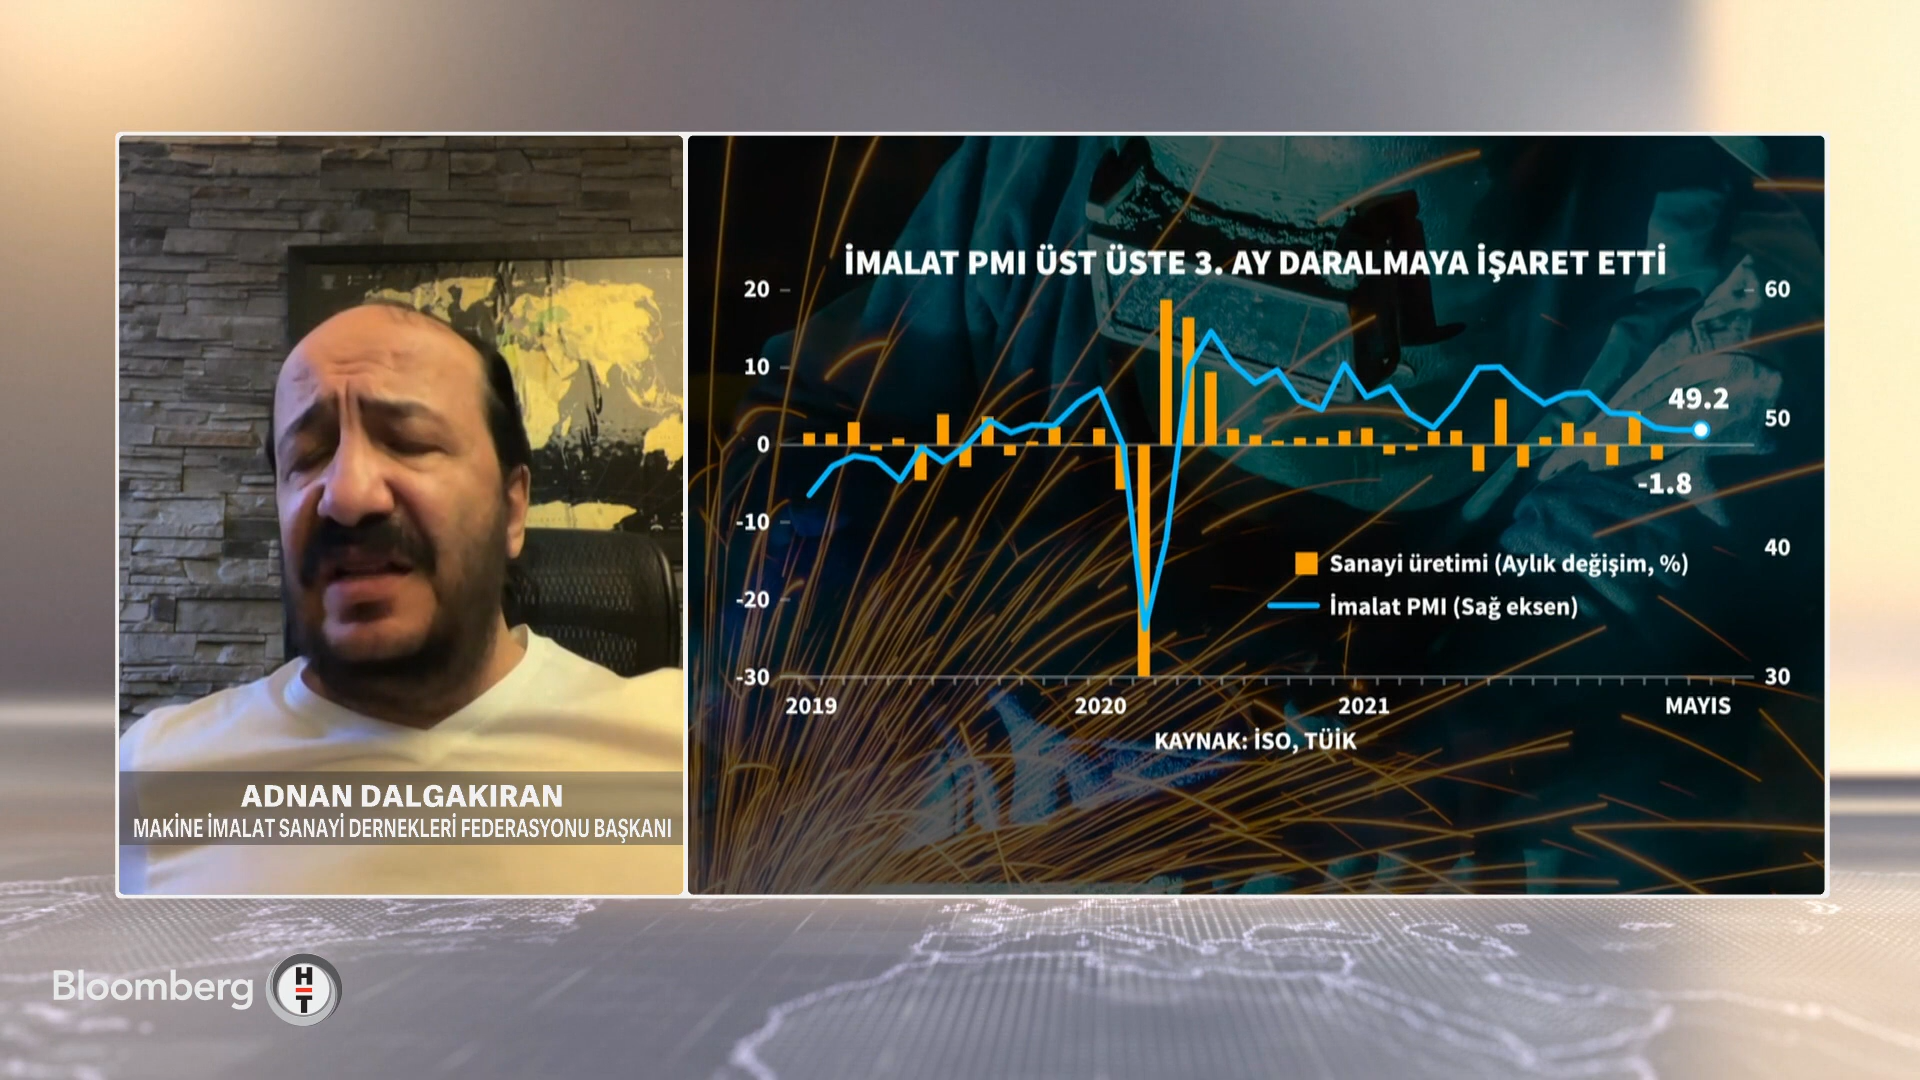 İMALAT PMI ÜST ÜSTE 3. AY DARALMAYA İŞARET ETTİ
20
10
0
-10
-20
-30
60
50
40
30
49.2
-1.8
Sanayi üretimi (Aylık değişim, %)
İmalat PMI (Sağ eksen)
2019 2020 2021 MAYIS
KAYNAK: İSO, TÜİK
ADNAN DALGAKIRAN
MAKİNE İMALAT SANAYİ DERNEKLERİ FEDERASYONU BAŞKANI
Bloomberg HT